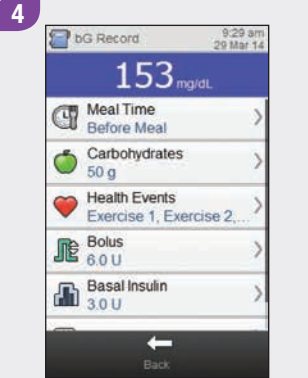 4
bG Record
9:29 am
29 Mar 14
153 mg/dL
Meal Time
Before Meal
Carbohydrates
50 g
Health Events
Exercise 1, Exercise 2,...
Bolus
6.0 U
Basal Insulin
3.0 U
Back